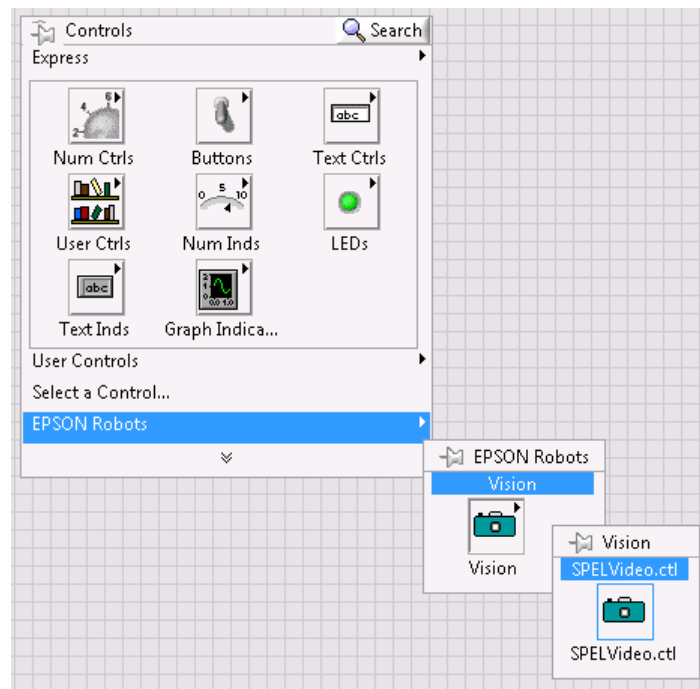 Controls
Search
Express
Num Ctrls
Buttons
Text Ctrls
User Ctrls
Num Inds
LEDs
Text Inds
Graph Indica...
User Controls
Select a Control...
EPSON Robots
EPSON Robots
Vision
Vision
Vision
SPELVideo.ctl
SPELVideo.ctl